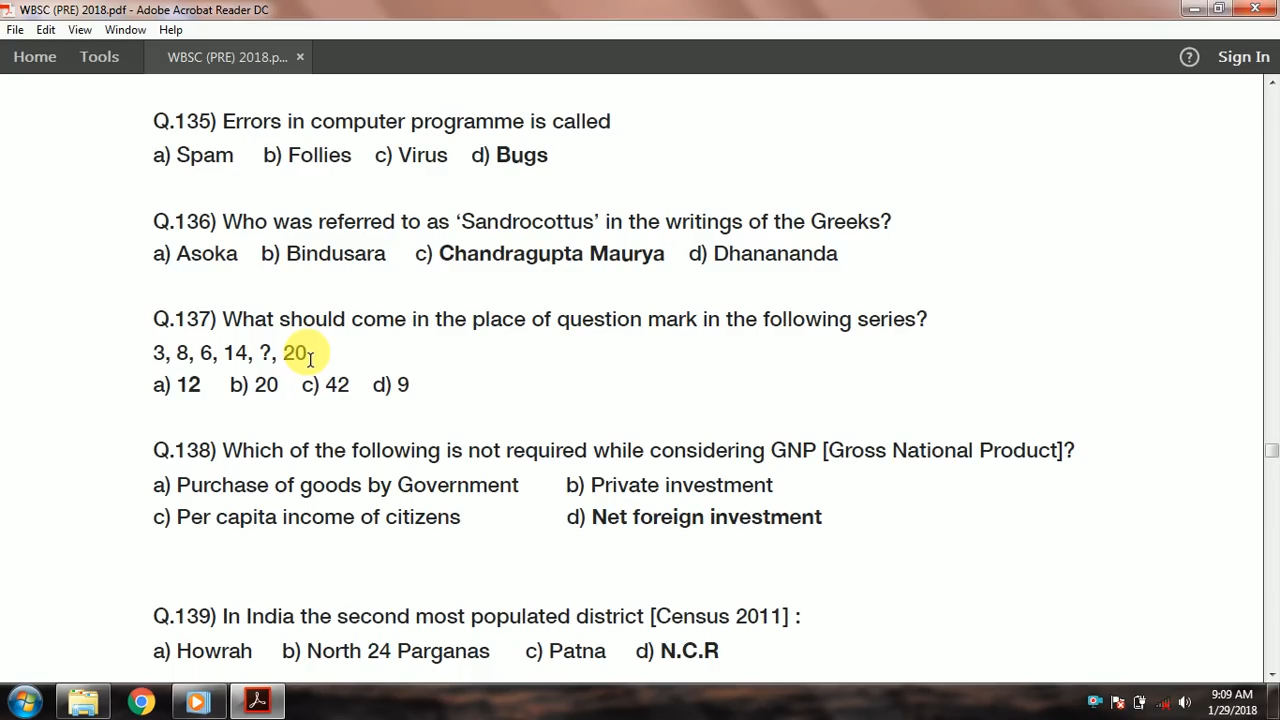 WBSC (PRE) 2018.pdf - Adobe Acrobat Reader DC
File Edit View Window Help
Home Tools WBSC (PRE) 2018.p... × ? Sign In
Q.135) Errors in computer programme is called
a) Spam b) Follies c) Virus d) Bugs
Q.136) Who was referred to as ‘Sandrocottus’ in the writings of the Greeks?
a) Asoka b) Bindusara c) Chandragupta Maurya d) Dhanananda
Q.137) What should come in the place of question mark in the following series?
3, 8, 6, 14, ?, 20
a) 12 b) 20 c) 42 d) 9
Q.138) Which of the following is not required while considering GNP [Gross National Product]?
a) Purchase of goods by Government b) Private investment
c) Per capita income of citizens d) Net foreign investment
Q.139) In India the second most populated district [Census 2011] :
a) Howrah b) North 24 Parganas c) Patna d) N.C.R
9:09 AM
1/29/2018